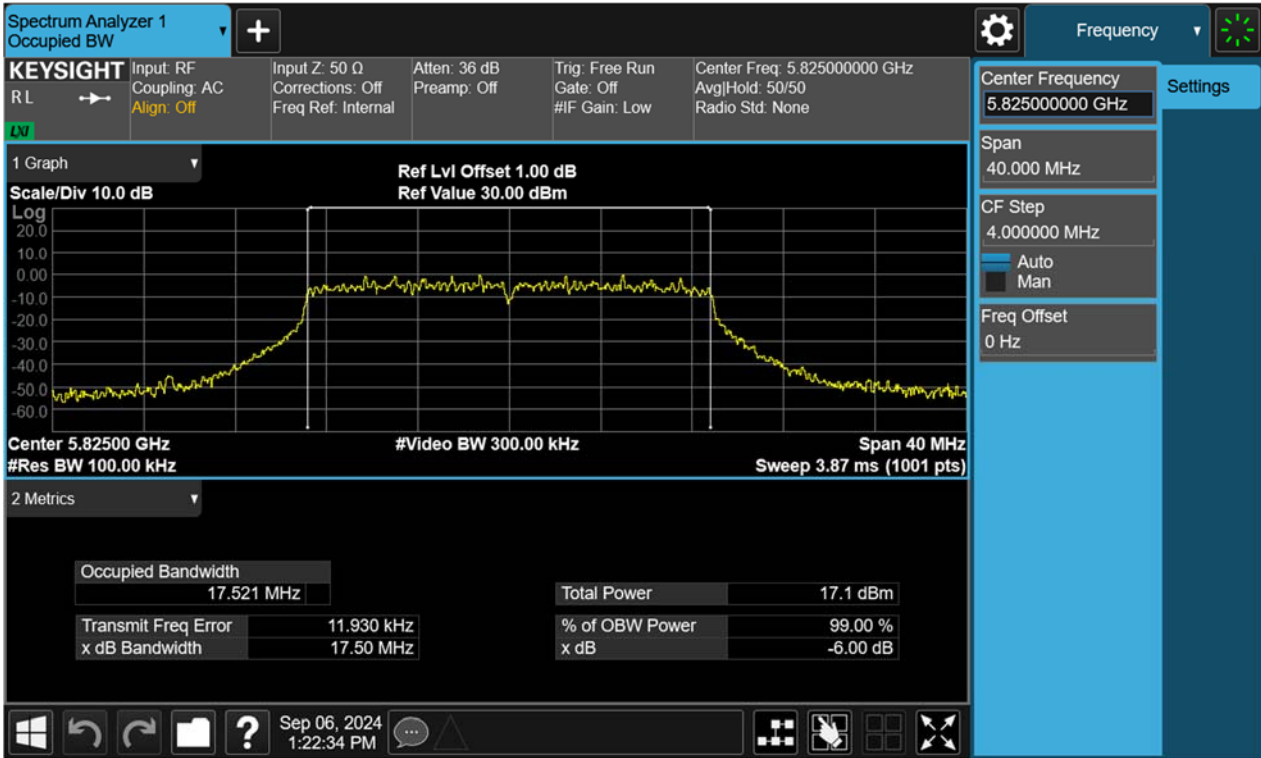 Spectrum Analyzer 1
Occupied BW
+
Frequency
KEYSIGHT
R L
LXI
Input: RF
Coupling: AC
Align: Off
Input Z: 50 Ω
Corrections: Off
Freq Ref: Internal
Atten: 36 dB
Preamp: Off
Trig: Free Run
Gate: Off
#IF Gain: Low
Center Freq: 5.825000000 GHz
Avg|Hold: 50/50
Radio Std: None
Center Frequency
5.825000000 GHz
Settings
Span
40.000 MHz
CF Step
4.000000 MHz
Auto
Man
Freq Offset
0 Hz
1 Graph
Scale/Div 10.0 dB
Ref Lvl Offset 1.00 dB
Ref Value 30.00 dBm
Log
20.0
10.0
0.00
-10.0
-20.0
-30.0
-40.0
-50.0
-60.0
Center 5.82500 GHz
#Video BW 300.00 kHz
Span 40 MHz
#Res BW 100.00 kHz
Sweep 3.87 ms (1001 pts)
2 Metrics
Occupied Bandwidth
17.521 MHz
Total Power 17.1 dBm
Transmit Freq Error 11.930 kHz
% of OBW Power 99.00 %
x dB Bandwidth 17.50 MHz
x dB -6.00 dB
?
Sep 06, 2024
1:22:34 PM